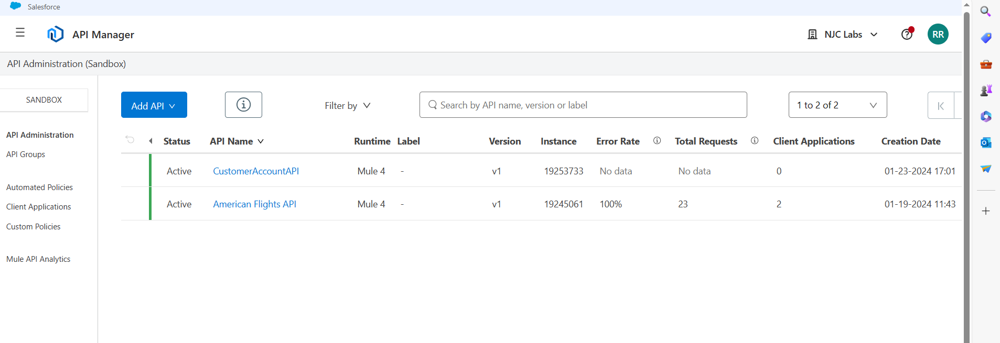 Salesforce
API Manager
NJC Labs
RR
API Administration (Sandbox)
SANDBOX
API Administration
API Groups
Automated Policies
Client Applications
Custom Policies
Mule API Analytics
Add API
Filter by
Search by API name, version or label
1 to 2 of 2
Status API Name Runtime Label Version Instance Error Rate Total Requests Client Applications Creation Date
Active CustomerAccountAPI Mule 4 - v1 19253733 No data No data 0 01-23-2024 17:01
Active American Flights API Mule 4 - v1 19245061 100% 23 2 01-19-2024 11:43